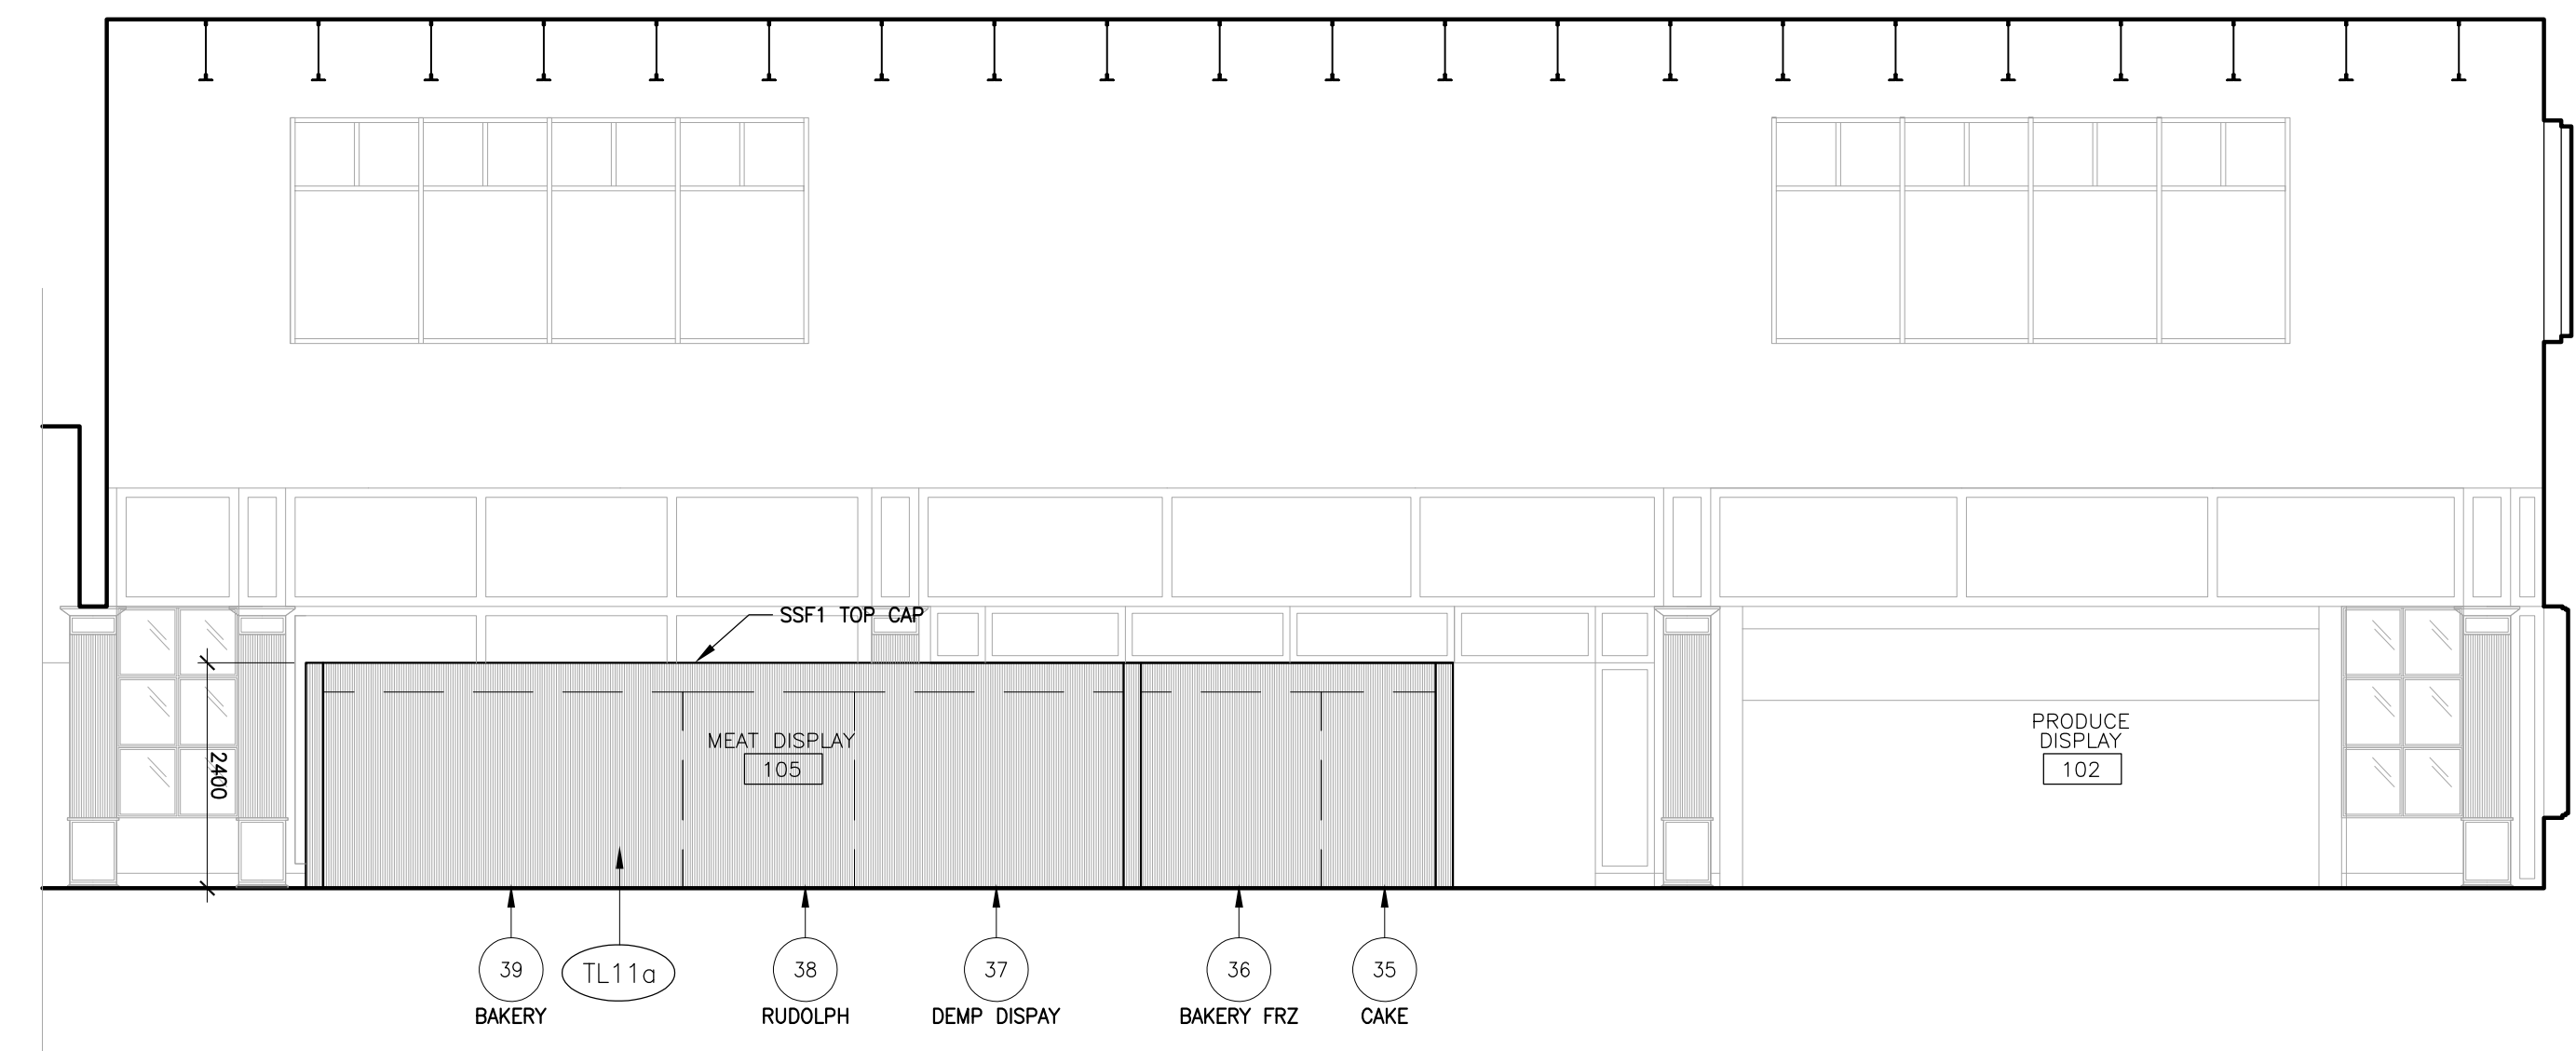 SSF1 TOP CAP
MEAT DISPLAY
105
PRODUCE
DISPLAY
102
2400
39
BAKERY
TL11a
38
RUDOLPH
37
DEMP DISPAY
36
BAKERY FRZ
35
CAKE